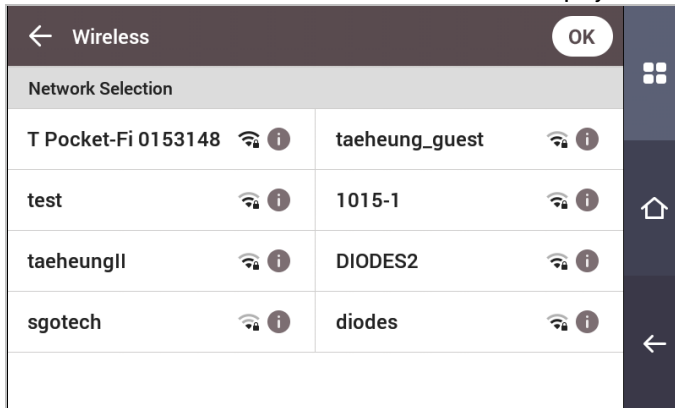 Wireless
OK
Network Selection
T Pocket-Fi 0153148
taeheung_guest
test
1015-1
taeheungII
DIODES2
sgotech
diodes